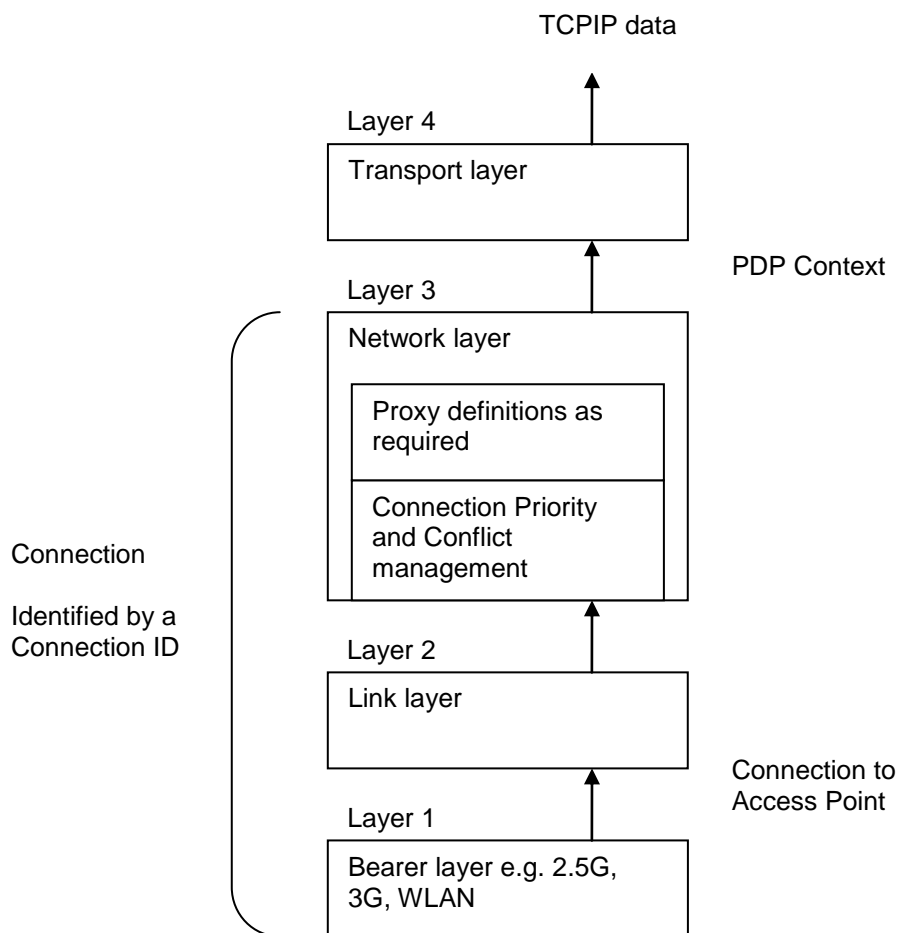 TCPIP data
Layer 4
Transport layer
PDP Context
Layer 3
Network layer
Proxy definitions as
required
Connection Priority
and Conflict
management
Connection
Identified by a
Connection ID
Layer 2
Link layer
Connection to
Access Point
Layer 1
Bearer layer e.g. 2.5G,
3G, WLAN